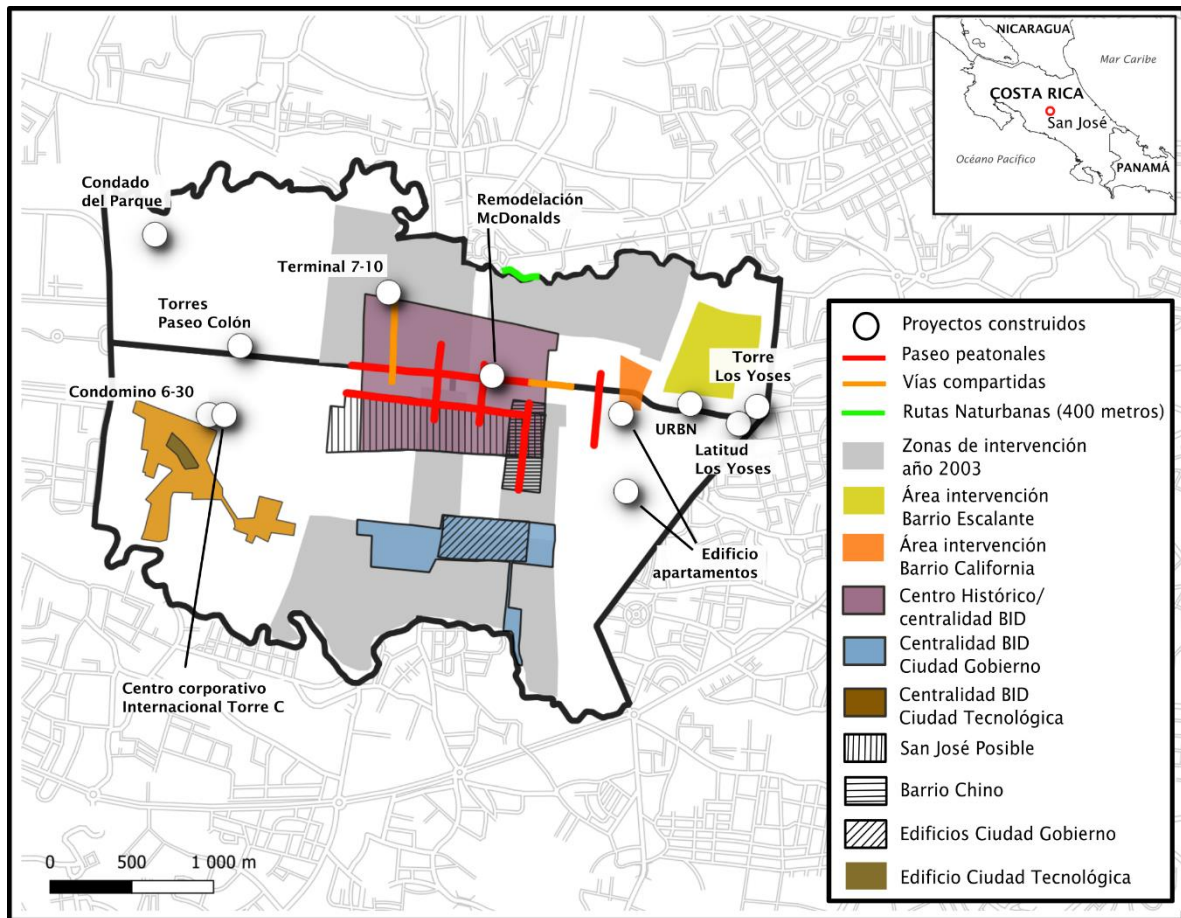 NICARAGUA
Mar Caribe
COSTA RICA
San José
Océano Pacífico
PANAMÁ
Condado
del Parque
Remodelación
McDonalds
Terminal 7-10
Torres
Paseo Colón
Condomino 6-30
Torre
Los Yoses
URBN
Latitud
Los Yoses
Edificio
apartamentos
Centro corporativo
Internacional Torre C
0 500 1 000 m
Proyectos construidos
Paseo peatonales
Vías compartidas
Rutas Naturbanas (400 metros)
Zonas de intervención
año 2003
Área intervención
Barrio Escalante
Área intervención
Barrio California
Centro Histórico/
centralidad BID
Centralidad BID
Ciudad Gobierno
Centralidad BID
Ciudad Tecnológica
San José Posible
Barrio Chino
Edificios Ciudad Gobierno
Edificio Ciudad Tecnológica